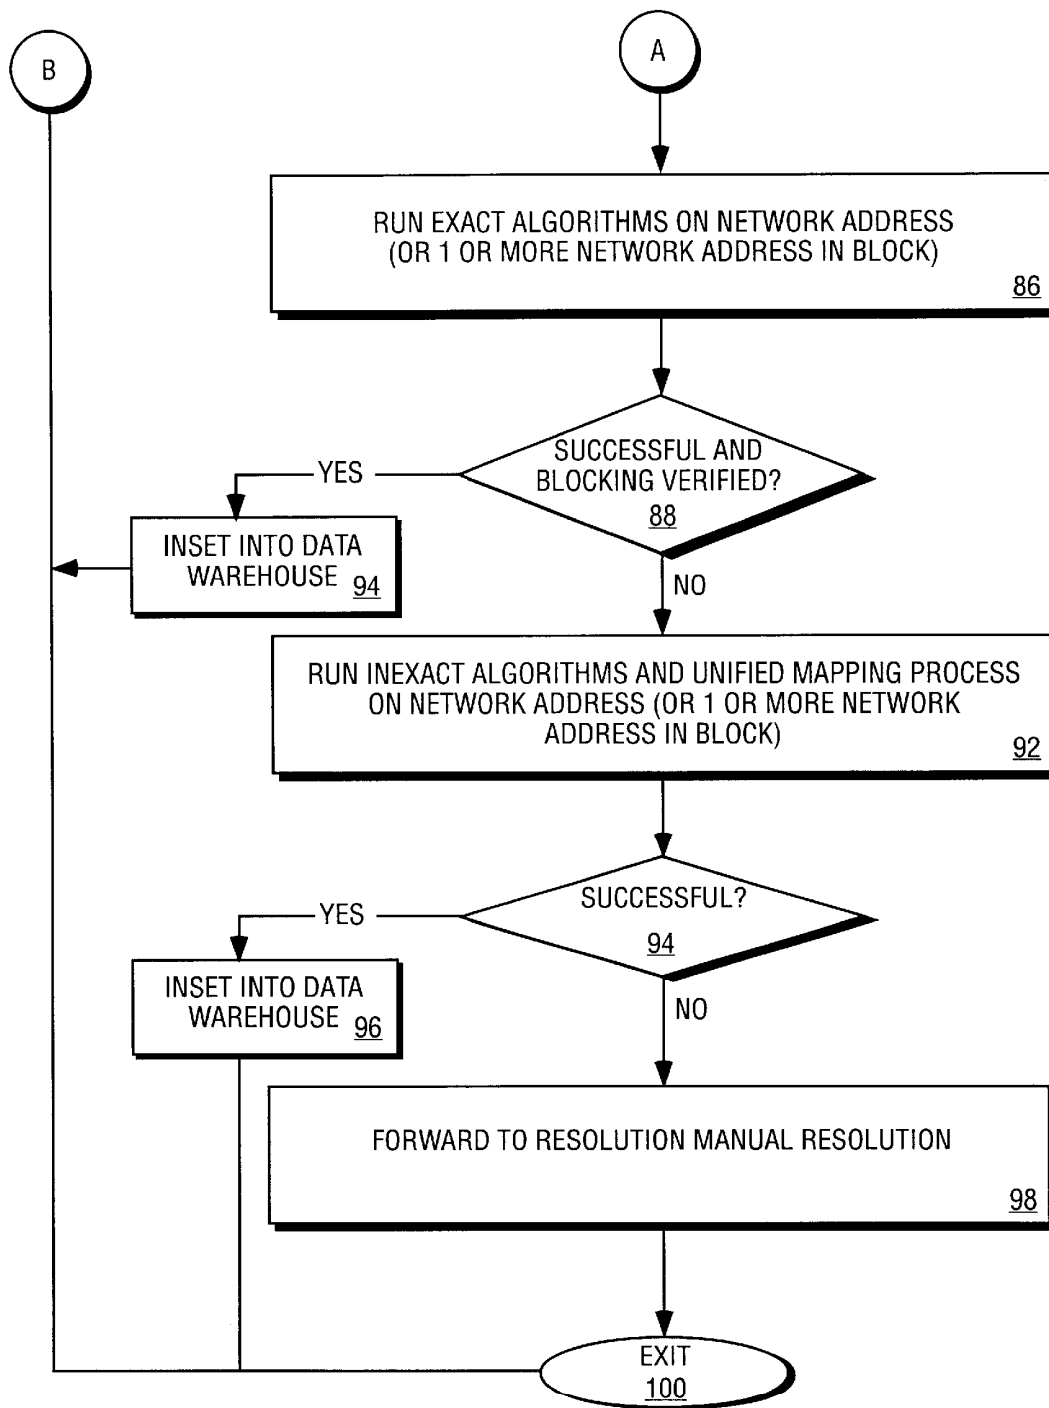 B
A
RUN EXACT ALGORITHMS ON NETWORK ADDRESS
(OR 1 OR MORE NETWORK ADDRESS IN BLOCK)
86
SUCCESSFUL AND
BLOCKING VERIFIED?
88
YES
NO
INSET INTO DATA
WAREHOUSE 94
RUN INEXACT ALGORITHMS AND UNIFIED MAPPING PROCESS
ON NETWORK ADDRESS (OR 1 OR MORE NETWORK
ADDRESS IN BLOCK)
92
SUCCESSFUL?
94
YES
NO
INSET INTO DATA
WAREHOUSE 96
FORWARD TO RESOLUTION MANUAL RESOLUTION
98
EXIT
100